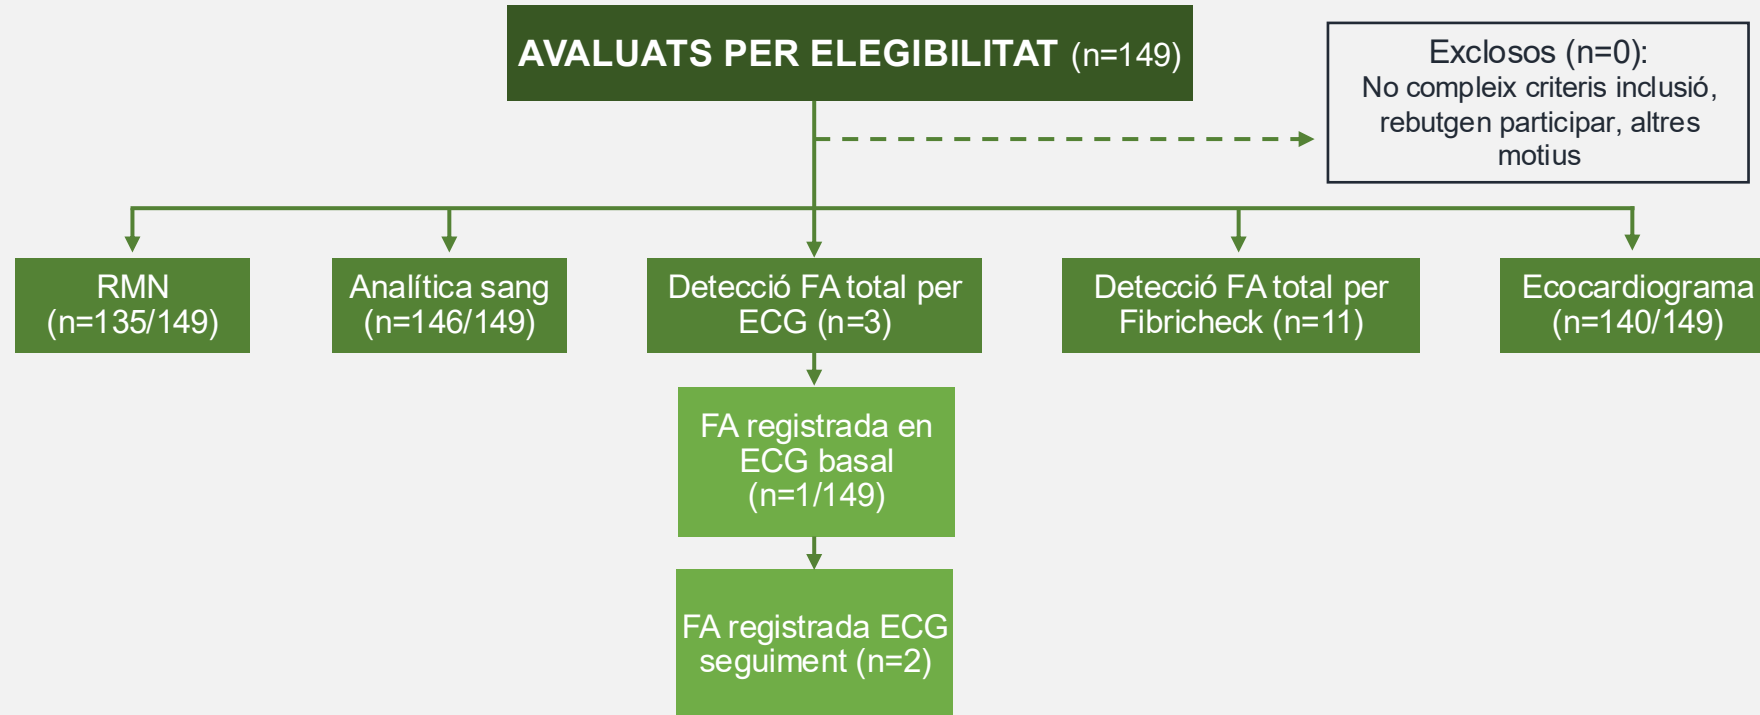 AVALUATS PER ELEGIBILITAT (n=149)
Exclosos (n=0):
No compleix criteris inclusió,
rebutgen participar, altres
motius
RMN
(n=135/149)
Analítica sang
(n=146/149)
Detecció FA total per
ECG (n=3)
Detecció FA total per
Fibricheck (n=11)
Ecocardiograma
(n=140/149)
FA registrada en
ECG basal
(n=1/149)
FA registrada ECG
seguiment (n=2)